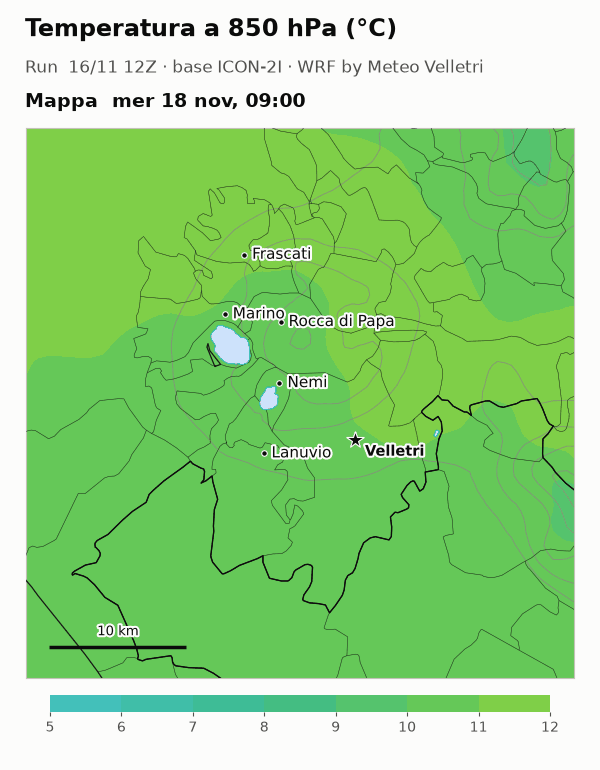 Temperatura a 850 hPa (°C)
Run  16/11 12Z · base ICON-2I · WRF by Meteo Velletri
Mappa  mer 18 nov, 09:00
Frascati
Marino
Rocca di Papa
Nemi
Velletri
Lanuvio
10 km
5 6 7 8 9 10 11 12